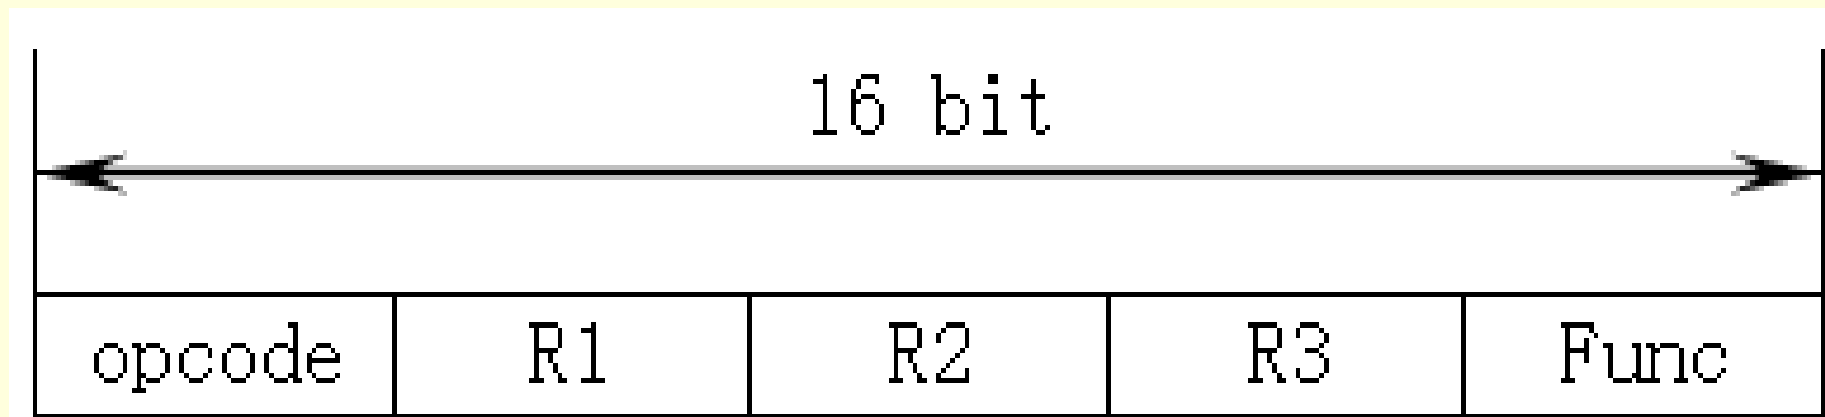 16 bit
opcode R1 R2 R3 Func